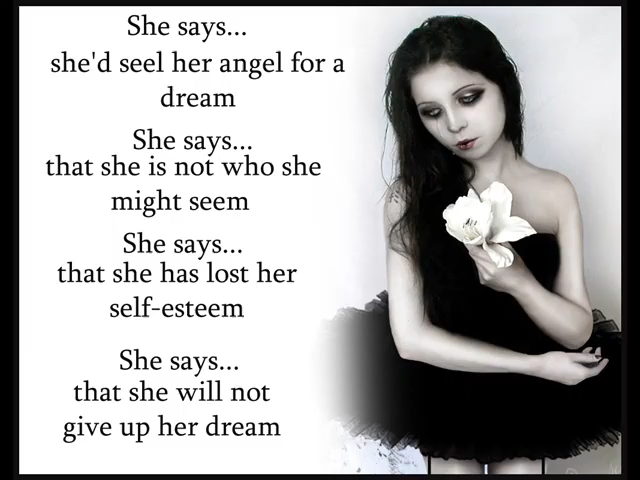 She says...
she'd seel her angel for a
dream
She says...
that she is not who she
might seem
She says...
that she has lost her
self-esteem
She says...
that she will not
give up her dream